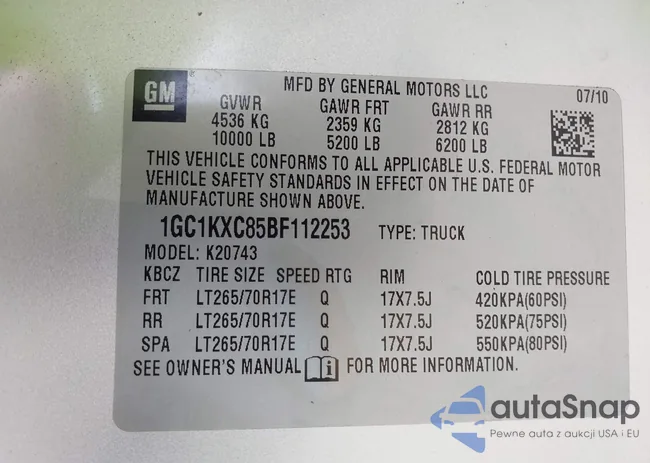 GM
MFD BY GENERAL MOTORS LLC 07/10
GVWR GAWR FRT GAWR RR
4536 KG 2359 KG 2812 KG
10000 LB 5200 LB 6200 LB
THIS VEHICLE CONFORMS TO ALL APPLICABLE U.S. FEDERAL MOTOR
VEHICLE SAFETY STANDARDS IN EFFECT ON THE DATE OF
MANUFACTURE SHOWN ABOVE.
1GC1KXC85BF112253 TYPE: TRUCK
MODEL: K20743
KBCZ TIRE SIZE SPEED RTG RIM COLD TIRE PRESSURE
FRT LT265/70R17E Q 17X7.5J 420KPA(60PSI)
RR LT265/70R17E Q 17X7.5J 520KPA(75PSI)
SPA LT265/70R17E Q 17X7.5J 550KPA(80PSI)
SEE OWNER'S MANUAL i FOR MORE INFORMATION.
autaSnap
Pewne auta z aukcji USA i EU